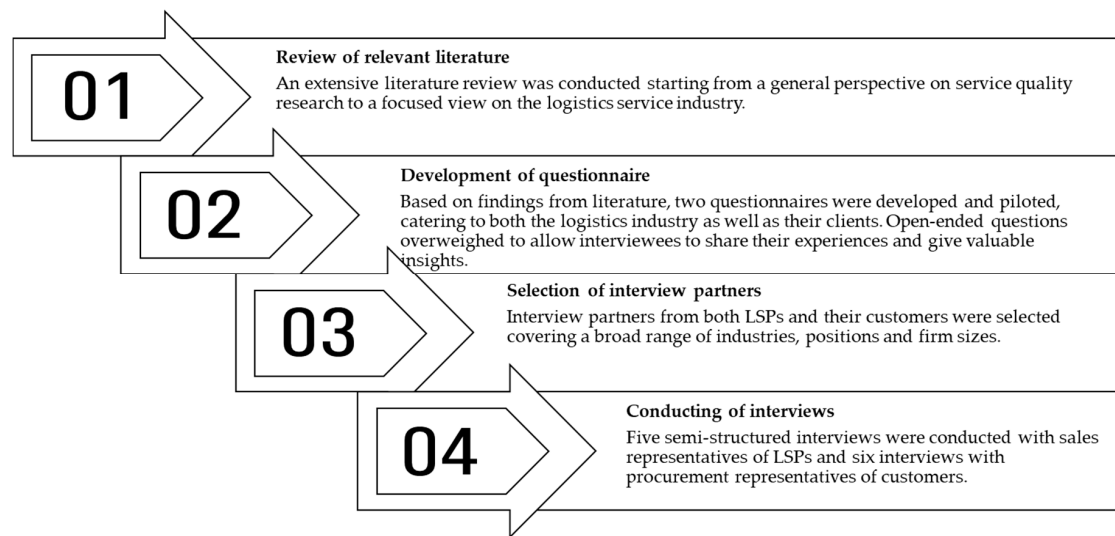 01
Review of relevant literature
An extensive literature review was conducted starting from a general perspective on service quality
research to a focused view on the logistics service industry.
02
Development of questionnaire
Based on findings from literature, two questionnaires were developed and piloted,
catering to both the logistics industry as well as their clients. Open-ended questions
overweighed to allow interviewees to share their experiences and give valuable
insights.
03
Selection of interview partners
Interview partners from both LSPs and their customers were selected
covering a broad range of industries, positions and firm sizes.
04
Conducting of interviews
Five semi-structured interviews were conducted with sales
representatives of LSPs and six interviews with
procurement representatives of customers.